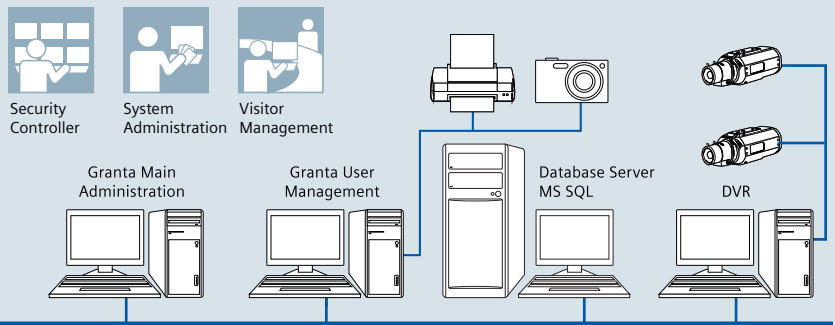 Security
Controller
System
Administration
Visitor
Management
Granta Main
Administration
Granta User
Management
Database Server
MS SQL
DVR